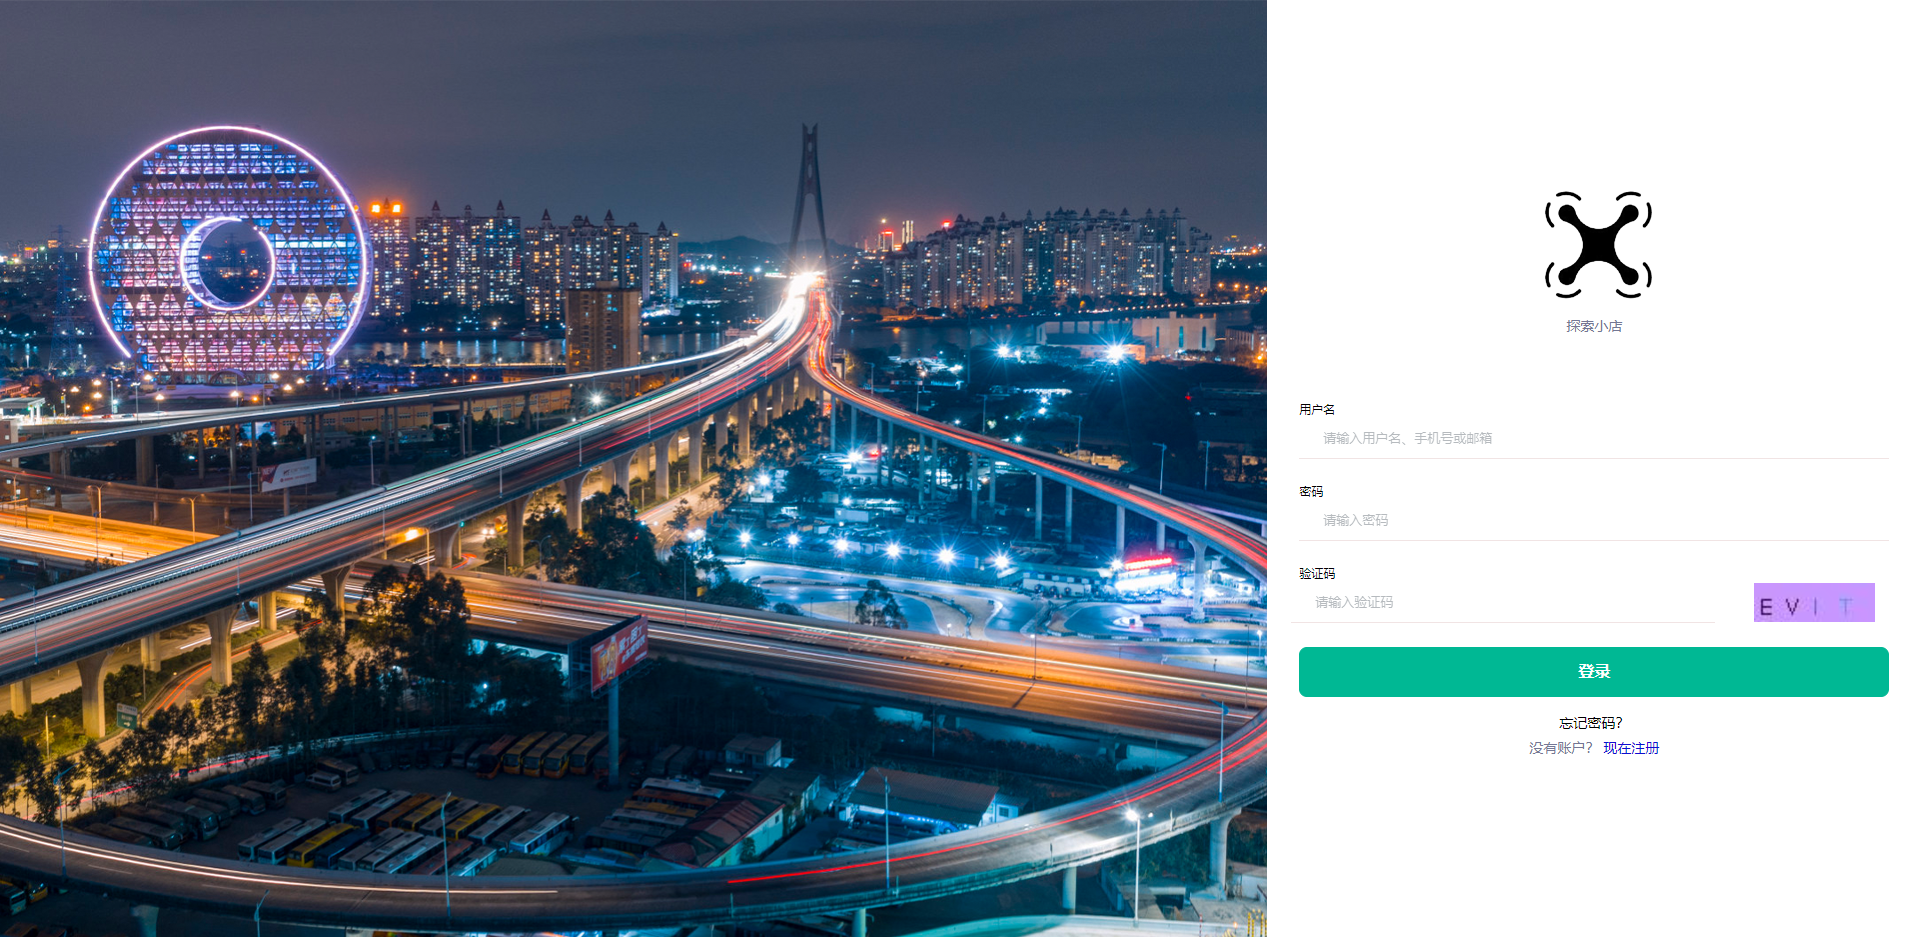 探索小店
用户名
请输入用户名、手机号或邮箱
密码
请输入密码
验证码
请输入验证码
E V I T
登录
忘记密码?
没有账户? 现在注册